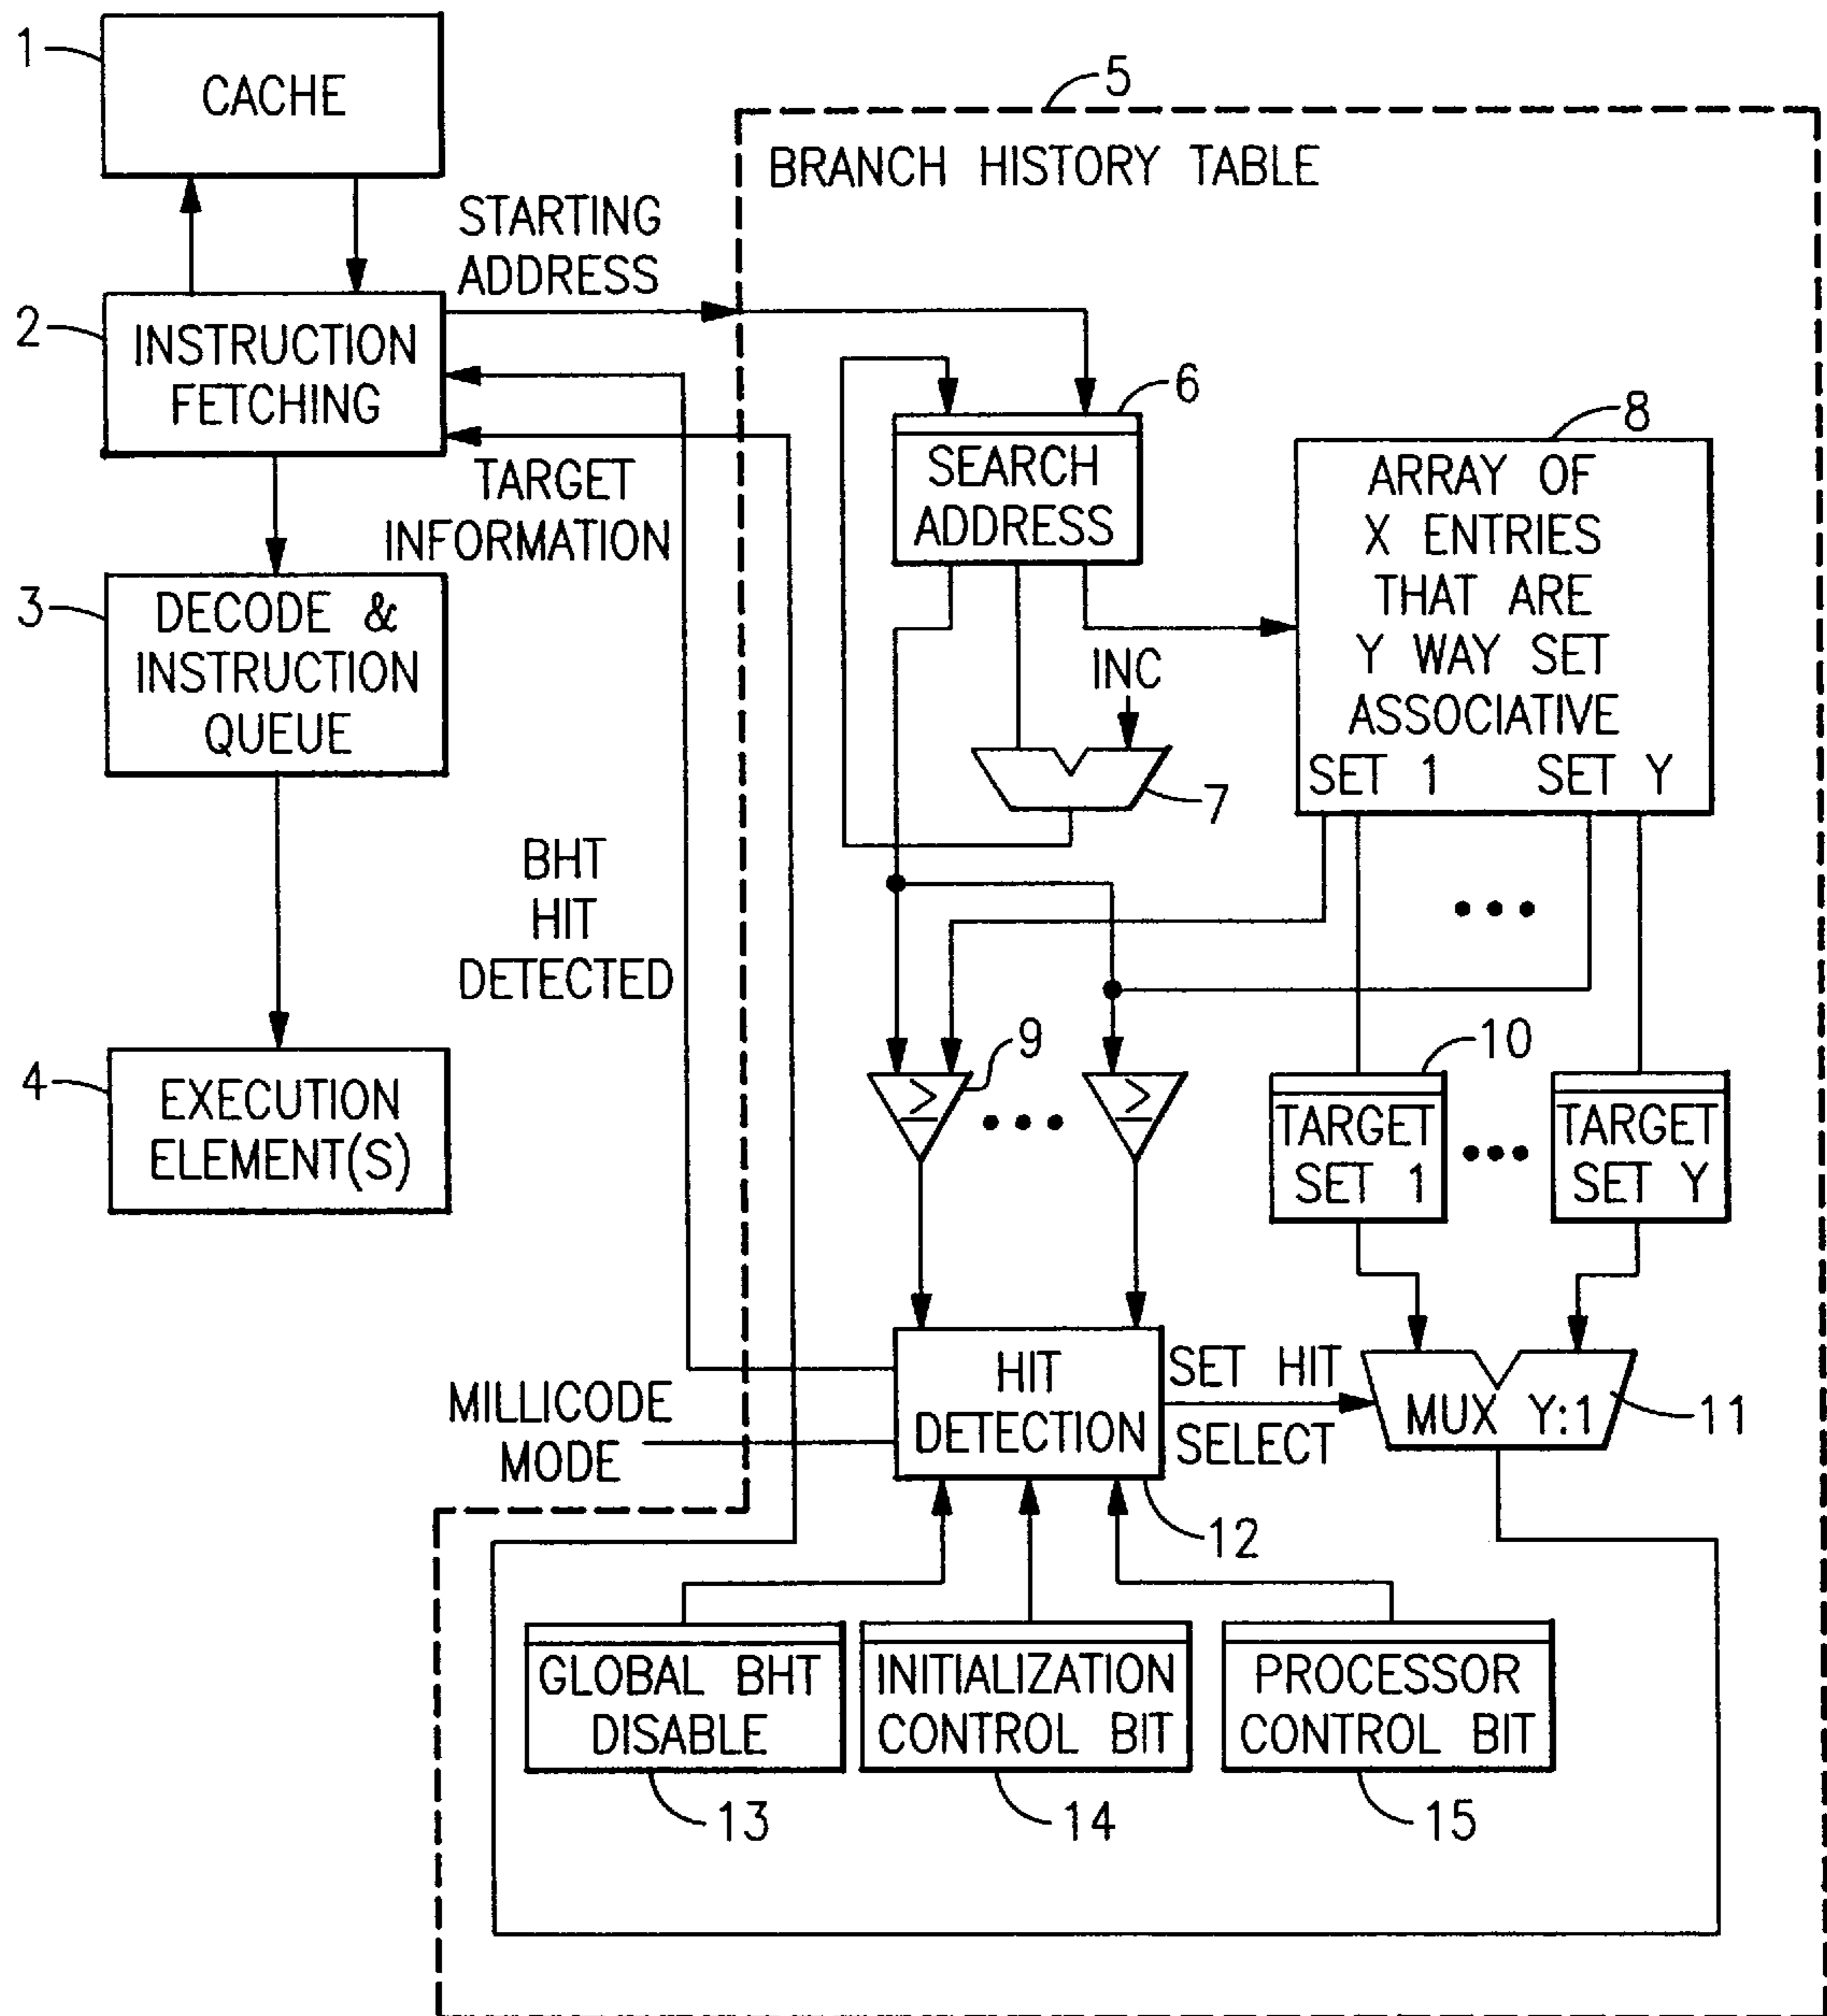 1
CACHE
5
BRANCH HISTORY TABLE
STARTING
ADDRESS
2
INSTRUCTION
FETCHING
6
SEARCH
ADDRESS
8
ARRAY OF
X ENTRIES
THAT ARE
Y WAY SET
ASSOCIATIVE
SET 1 SET Y
TARGET
INFORMATION
3
DECODE &
INSTRUCTION
QUEUE
INC
7
BHT
HIT
DETECTED
4
EXECUTION
ELEMENT(S)
9
≥
•••
≥
10
TARGET
SET 1
•••
TARGET
SET Y
•••
HIT
DETECTION
SET HIT
SELECT
MUX Y:1
11
MILLICODE
MODE
12
GLOBAL BHT
DISABLE
INITIALIZATION
CONTROL BIT
PROCESSOR
CONTROL BIT
13
14
15